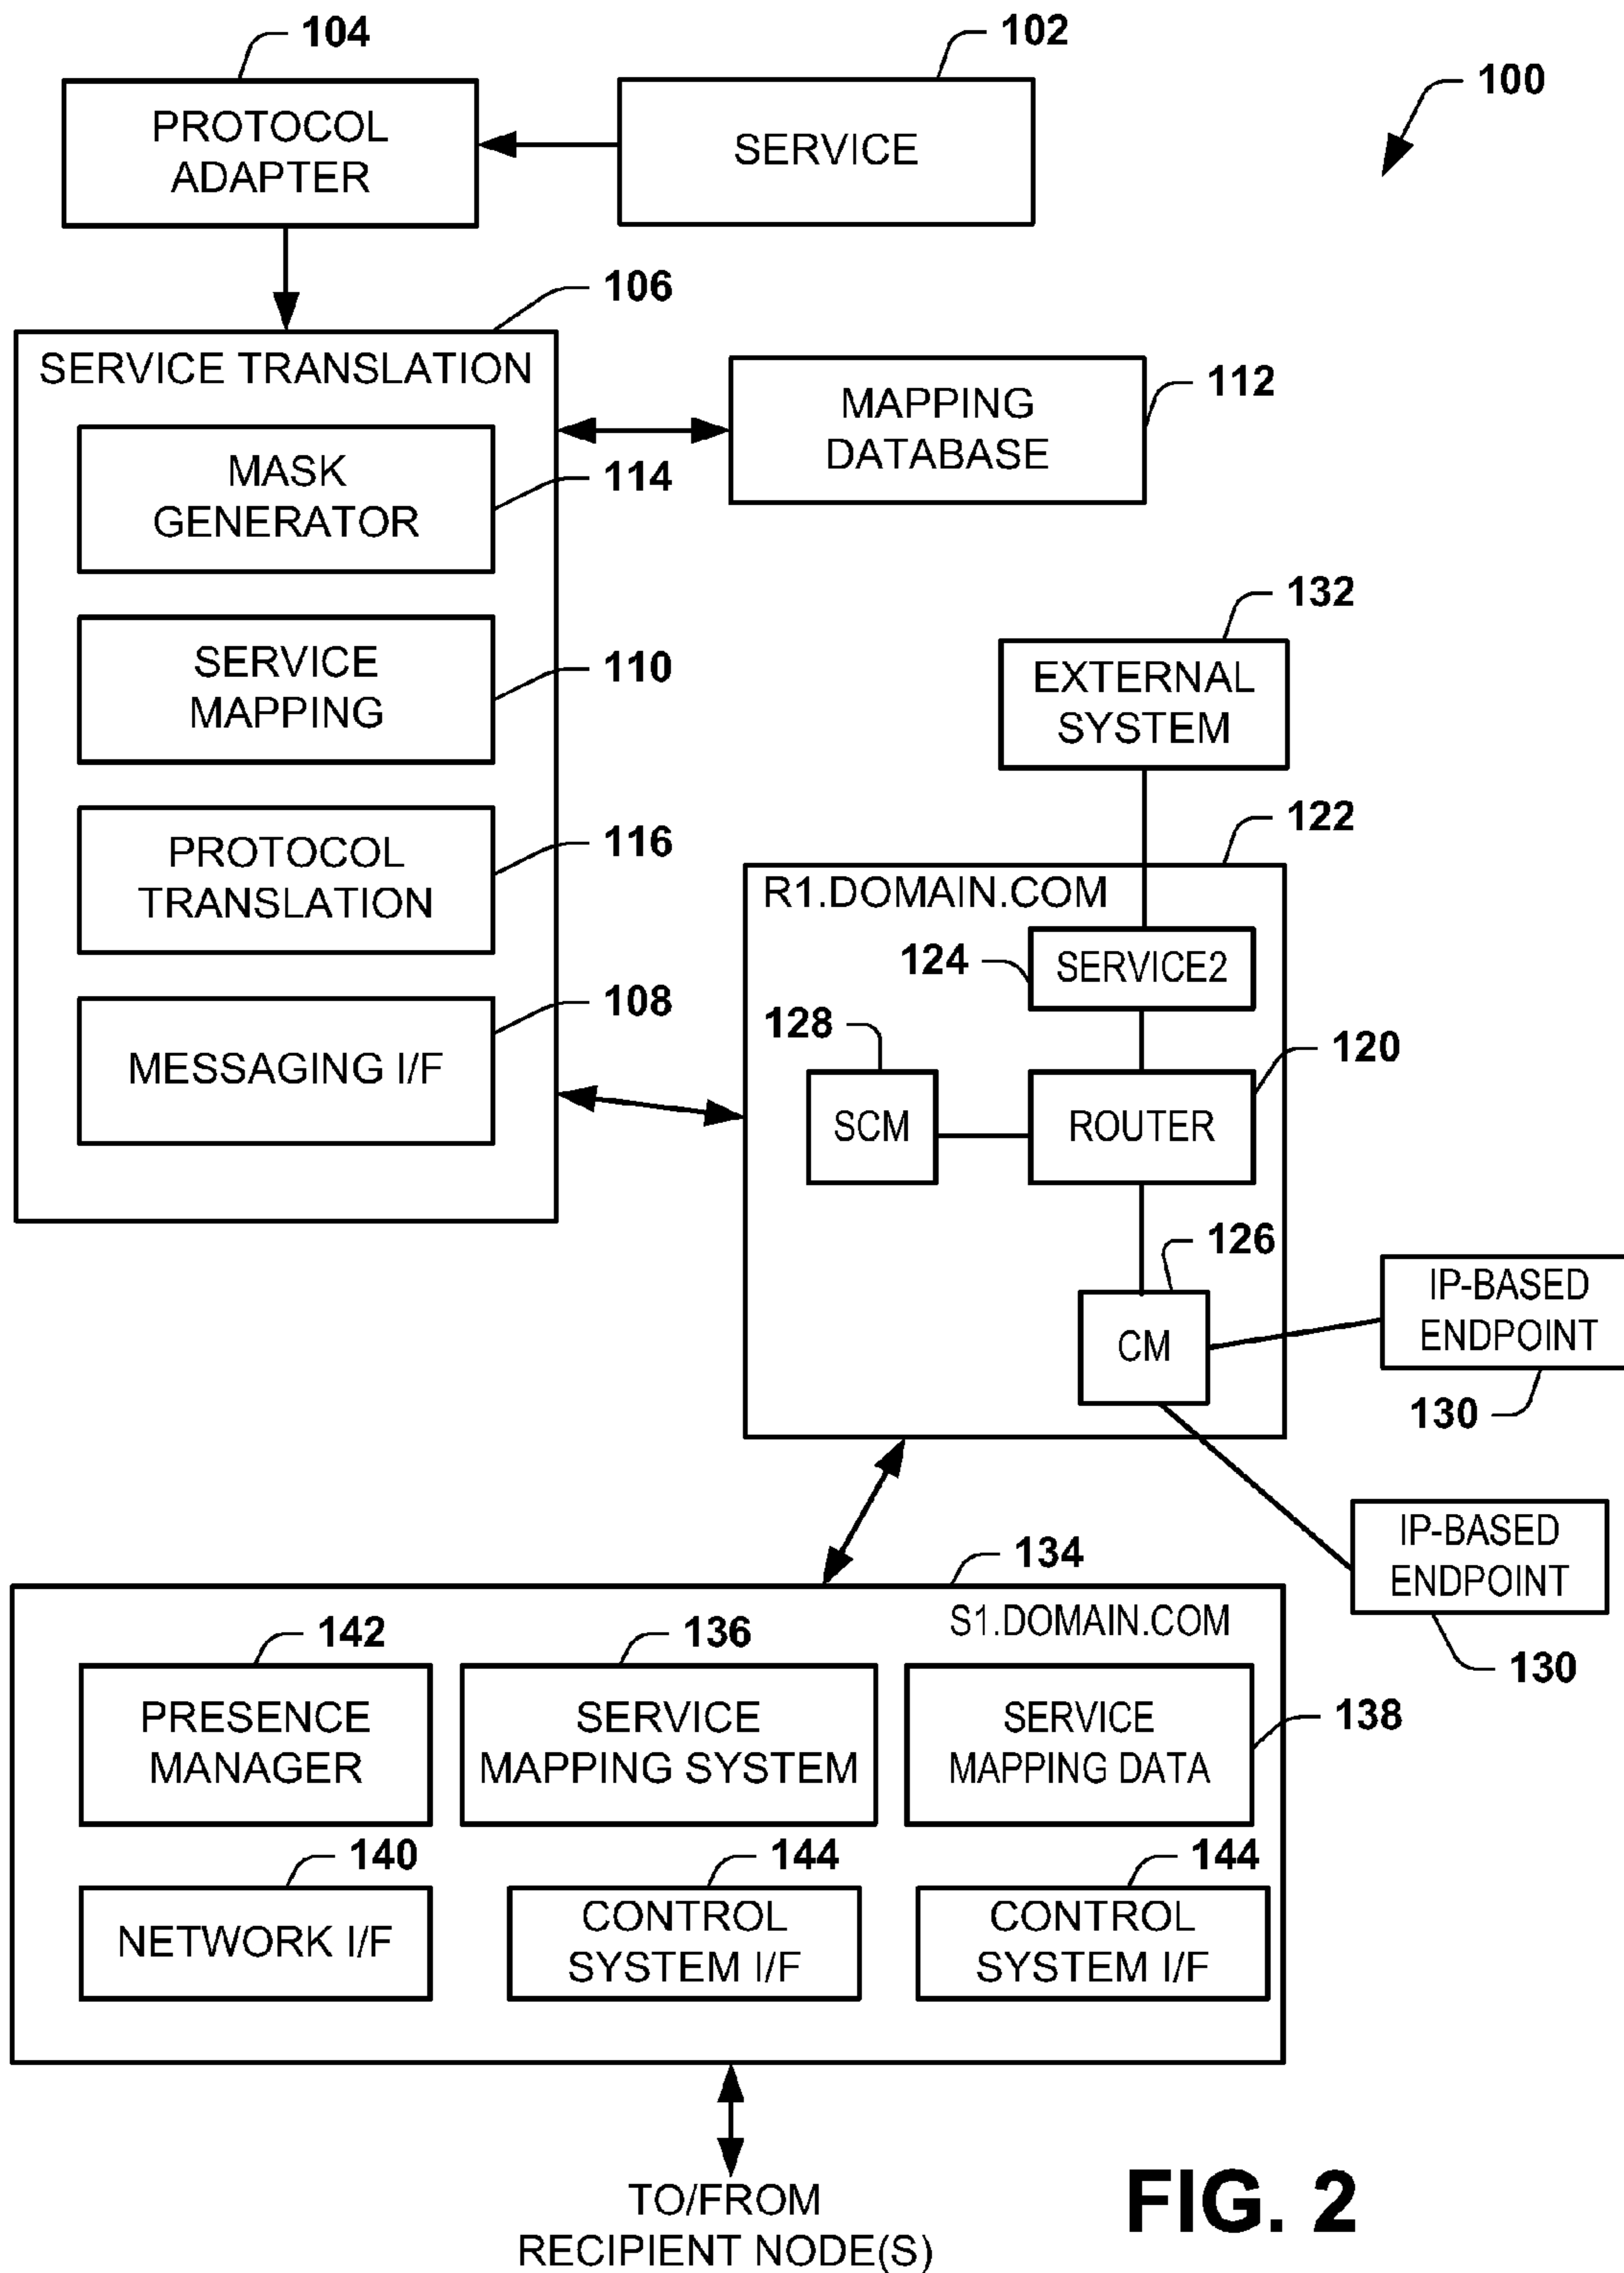 104
102
100
PROTOCOL
ADAPTER
SERVICE
106
SERVICE TRANSLATION
112
MAPPING
DATABASE
MASK
GENERATOR
114
132
SERVICE
MAPPING
110
EXTERNAL
SYSTEM
122
PROTOCOL
TRANSLATION
116
R1.DOMAIN.COM
124
SERVICE2
108
MESSAGING I/F
128
120
SCM
ROUTER
126
CM
IP-BASED
ENDPOINT
130
IP-BASED
ENDPOINT
130
134
S1.DOMAIN.COM
142
136
PRESENCE
MANAGER
SERVICE
MAPPING SYSTEM
SERVICE
MAPPING DATA
138
140
144
144
NETWORK I/F
CONTROL
SYSTEM I/F
CONTROL
SYSTEM I/F
TO/FROM
RECIPIENT NODE(S)
FIG. 2